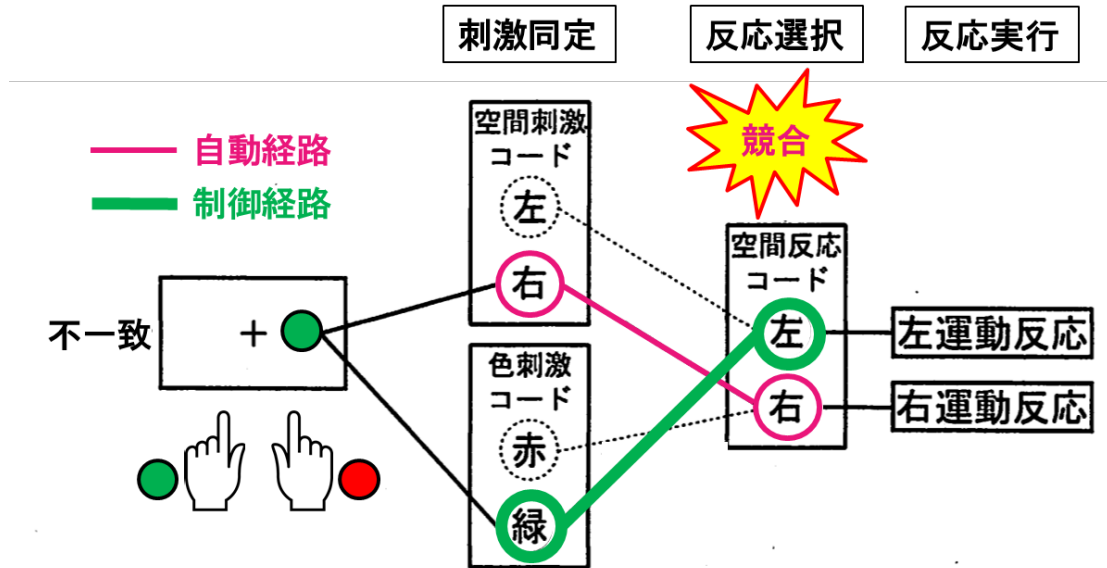 刺激同定
反応選択
反応実行
自動経路
制御経路
空間刺激
コード
左
右
競合
空間反応
コード
左
右
左運動反応
右運動反応
不一致
+
色刺激
コード
赤
緑